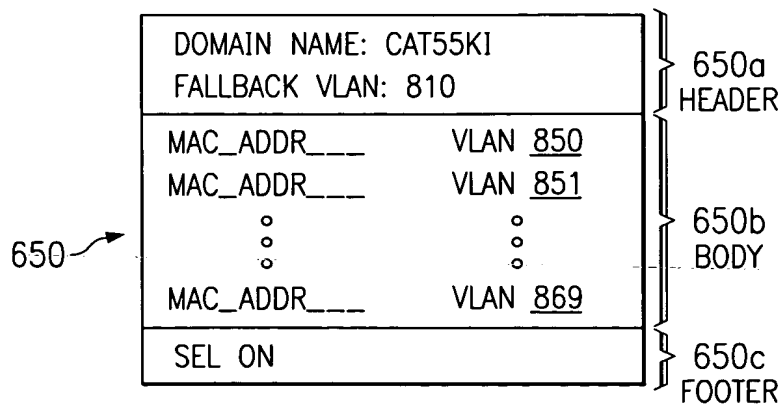 DOMAIN NAME: CAT55KI
FALLBACK VLAN: 810
650a
HEADER
MAC_ADDR___ VLAN 850
MAC_ADDR___ VLAN 851
650
650b
BODY
MAC_ADDR___ VLAN 869
SEL ON
650c
FOOTER